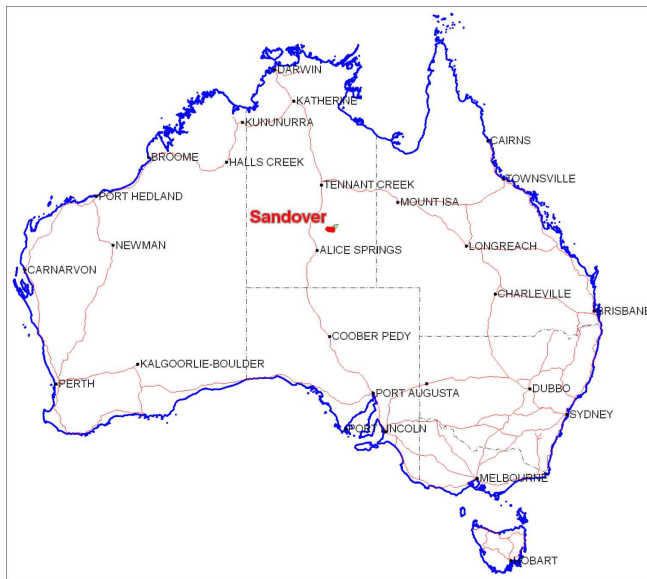 DARWIN
KATHERINE
KUNUNURRA
CAIRNS
BROOME
HALLS CREEK
TOWNSVILLE
TENNANT CREEK
PORT HEDLAND
MOUNT ISA
Sandover
NEWMAN
ALICE SPRINGS
LONGREACH
CARNARVON
CHARLEVILLE
BRISBANE
COOBER PEDY
KALGOORLIE-BOULDER
PERTH
PORT AUGUSTA
DUBBO
SYDNEY
PORT LINCOLN
MELBOURNE
HOBART